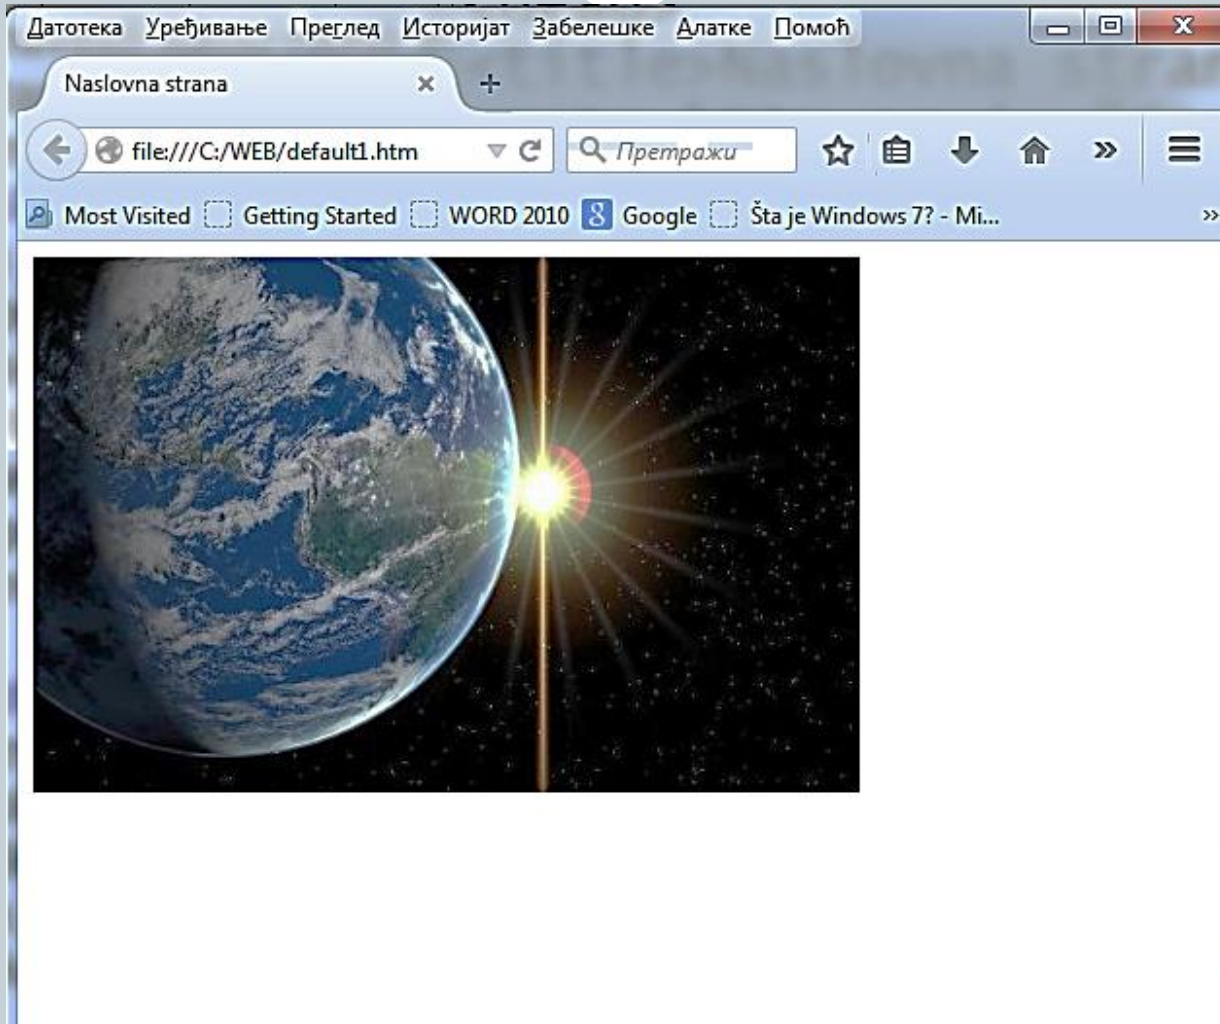 Датотека Уређивање Преглед Историјат Забелешке Алатке Помоћ
Naslovna strana
file:///C:/WEB/default1.htm Претражи
Most Visited Getting Started WORD 2010 Google Šta je Windows 7? - Mi...